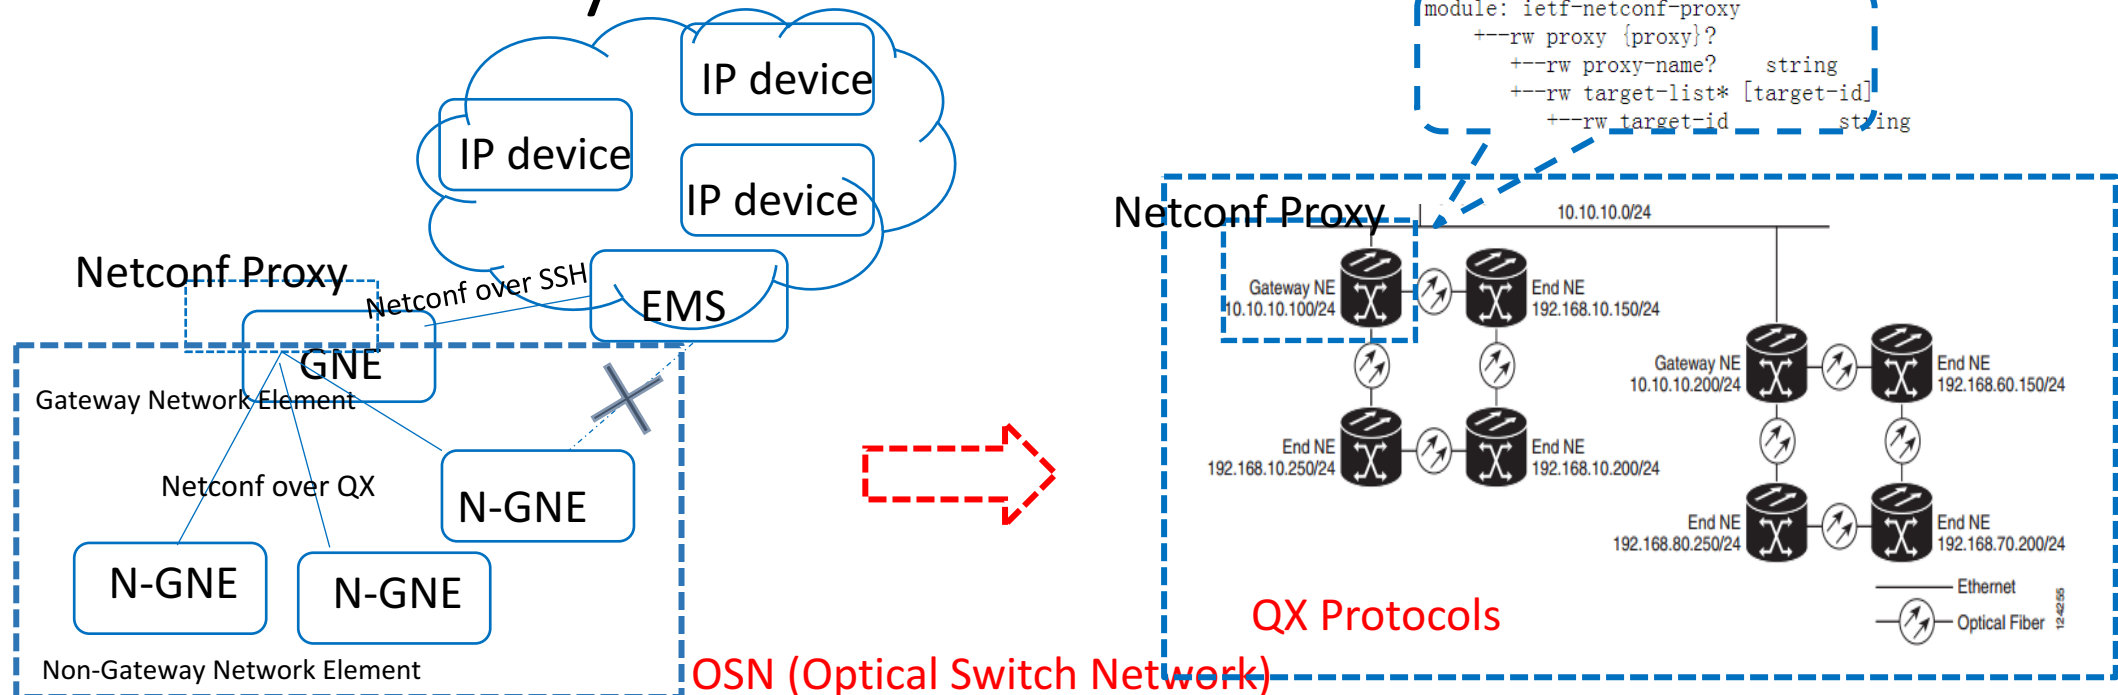 IP device
IP device
IP device
Netconf Proxy
Netconf over SSH
EMS
GNE
Gateway Network Element
Netconf over QX
N-GNE
N-GNE
N-GNE
Non-Gateway Network Element
OSN (Optical Switch Network)
module: ietf-netconf-proxy
+--rw proxy {proxy}?
+--rw proxy-name? string
+--rw target-list* [target-id]
+--rw target-id string
Netconf Proxy
10.10.10.0/24
Gateway NE
10.10.10.100/24
End NE
192.168.10.150/24
Gateway NE
10.10.10.200/24
End NE
192.168.60.150/24
End NE
192.168.10.250/24
End NE
192.168.10.200/24
End NE
192.168.80.250/24
End NE
192.168.70.200/24
QX Protocols
Ethernet
Optical Fiber
124255